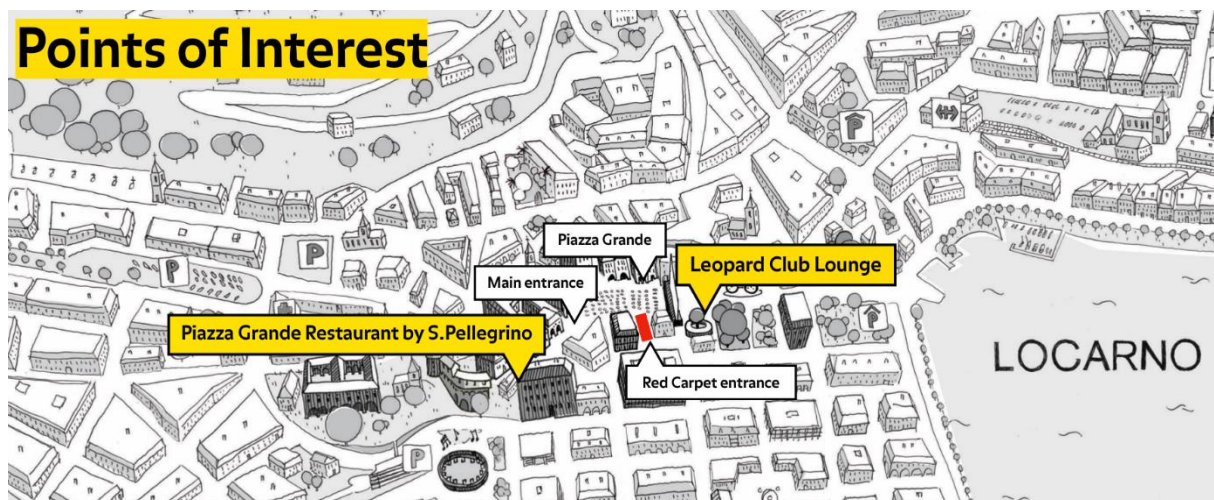 Points of Interest
Piazza Grande
Leopard Club Lounge
Main entrance
Piazza Grande Restaurant by S.Pellegrino
Red Carpet entrance
LOCARNO
P
P
P
P
P